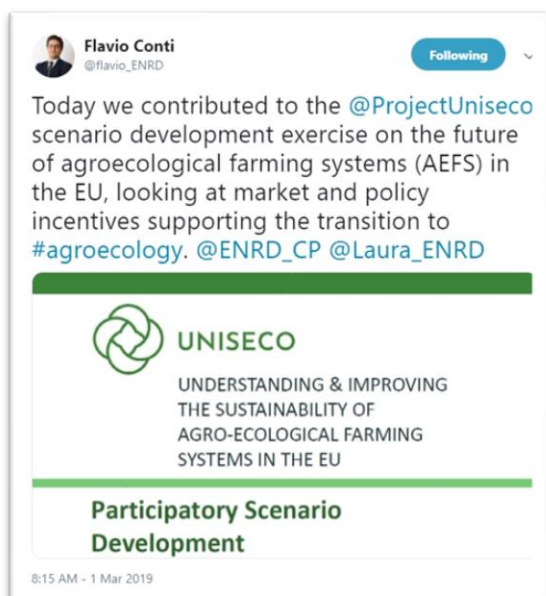 Flavio Conti
@flavio_ENRD
Following
Today we contributed to the @ProjectUniseco
scenario development exercise on the future
of agroecological farming systems (AEFS) in
the EU, looking at market and policy
incentives supporting the transition to
#agroecology. @ENRD_CP @Laura_ENRD
UNISECO
UNDERSTANDING & IMPROVING
THE SUSTAINABILITY OF
AGRO-ECOLOGICAL FARMING
SYSTEMS IN THE EU
Participatory Scenario
Development
8:15 AM - 1 Mar 2019